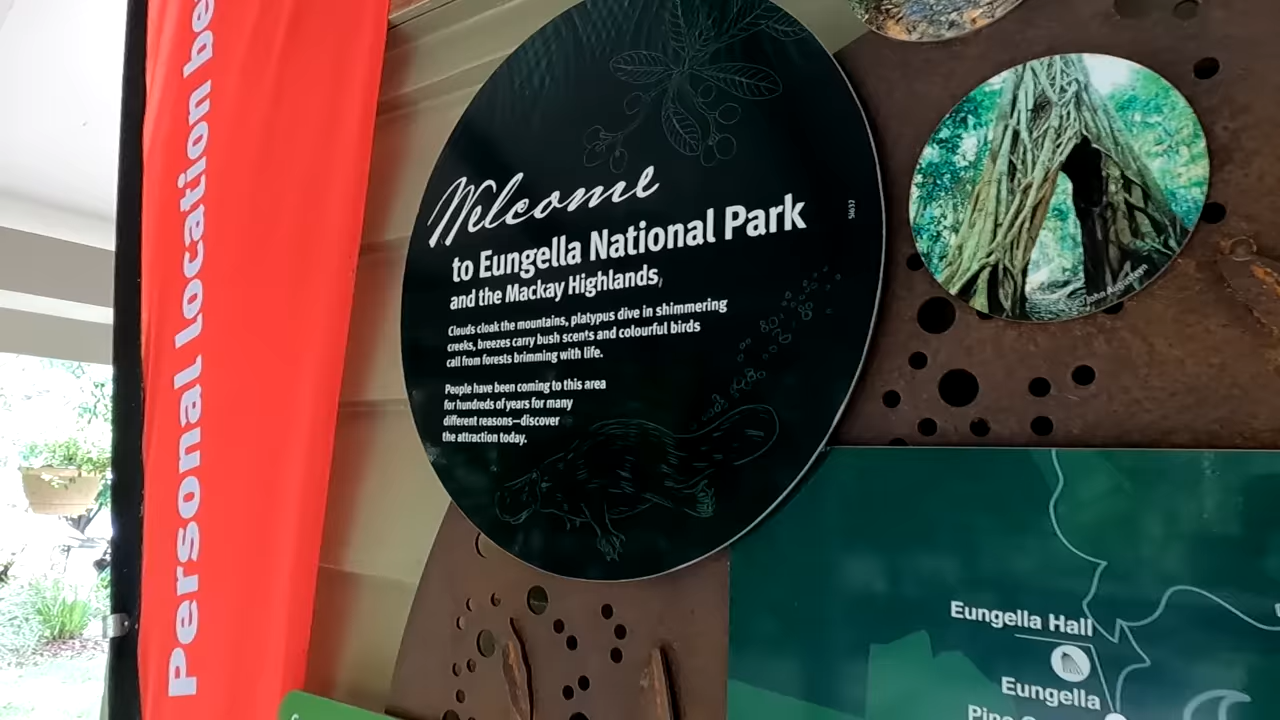 Personal Location be
Welcome
to Eungella National Park
and the Mackay Highlands
Clouds cloak the mountains, platypus dive in shimmering
creeks, breezes carry bush scents and colourful birds
call from forests brimming with life.
People have been coming to this area
for hundreds of years for many
different reasons—discover
the attraction today.
Eungella Hall
Eungella